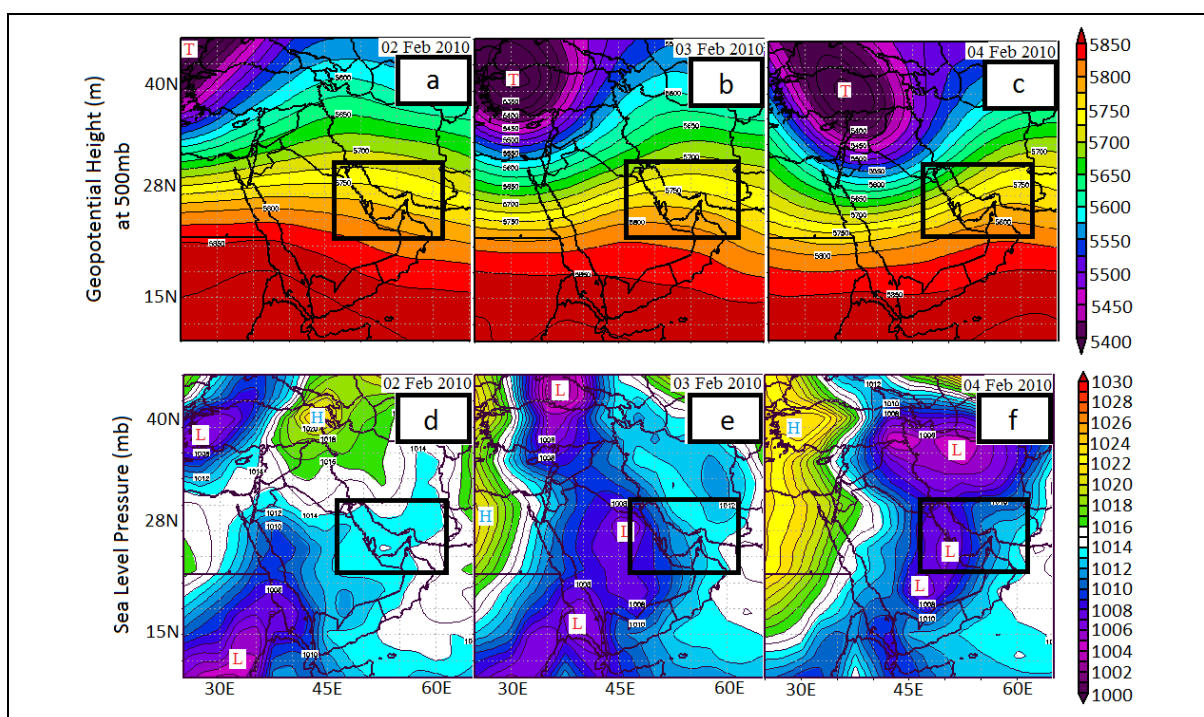 02 Feb 2010
03 Feb 2010
04 Feb 2010
a
b
c
T
T
T
Geopotential Height (m)
at 500mb
40N
28N
15N
5850
5800
5750
5700
5650
5600
5550
5500
5450
5400
02 Feb 2010
03 Feb 2010
04 Feb 2010
d
e
f
L
H
L
L
H
L
L
H
L
L
L
Sea Level Pressure (mb)
40N
28N
15N
30E
45E
60E
30E
45E
60E
30E
45E
60E
1030
1028
1026
1024
1022
1020
1018
1016
1014
1012
1010
1008
1006
1004
1002
1000